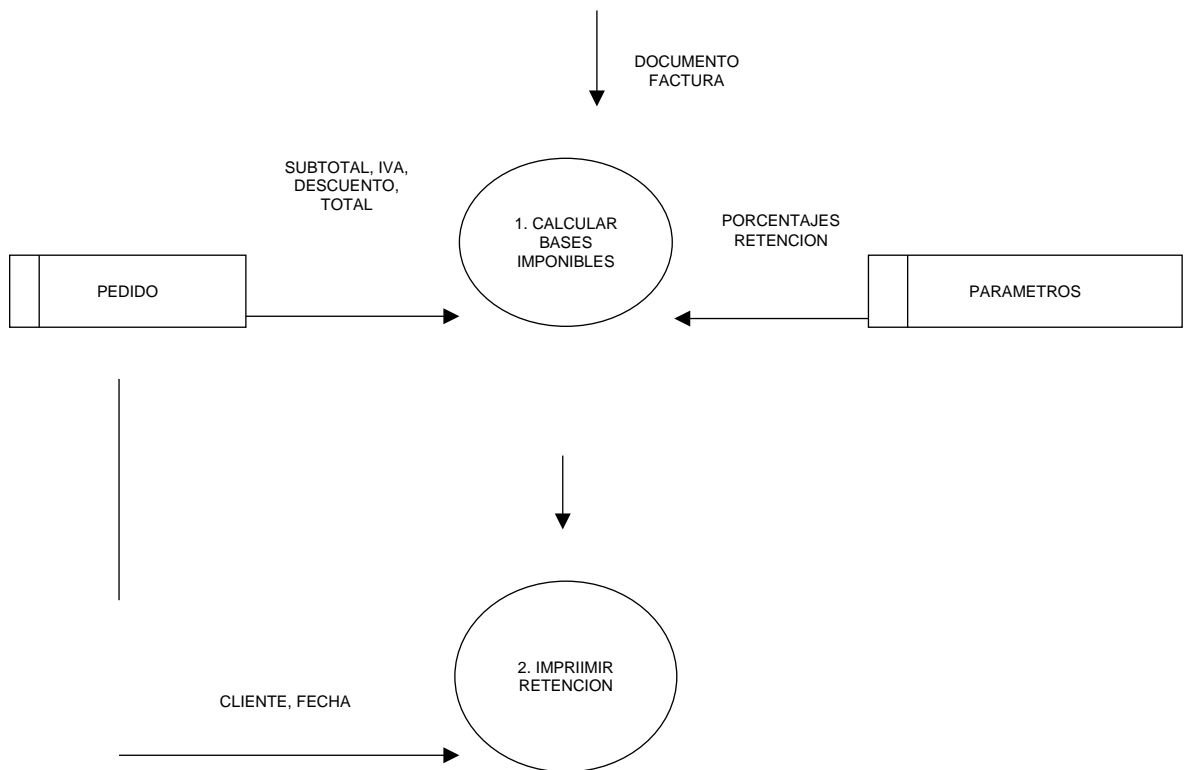 DOCUMENTO
FACTURA
SUBTOTAL, IVA,
DESCUENTO,
TOTAL
1. CALCULAR
BASES
IMPONIBLES
PORCENTAJES
RETENCION
PEDIDO
PARAMETROS
2. IMPRIIMIR
RETENCION
CLIENTE, FECHA